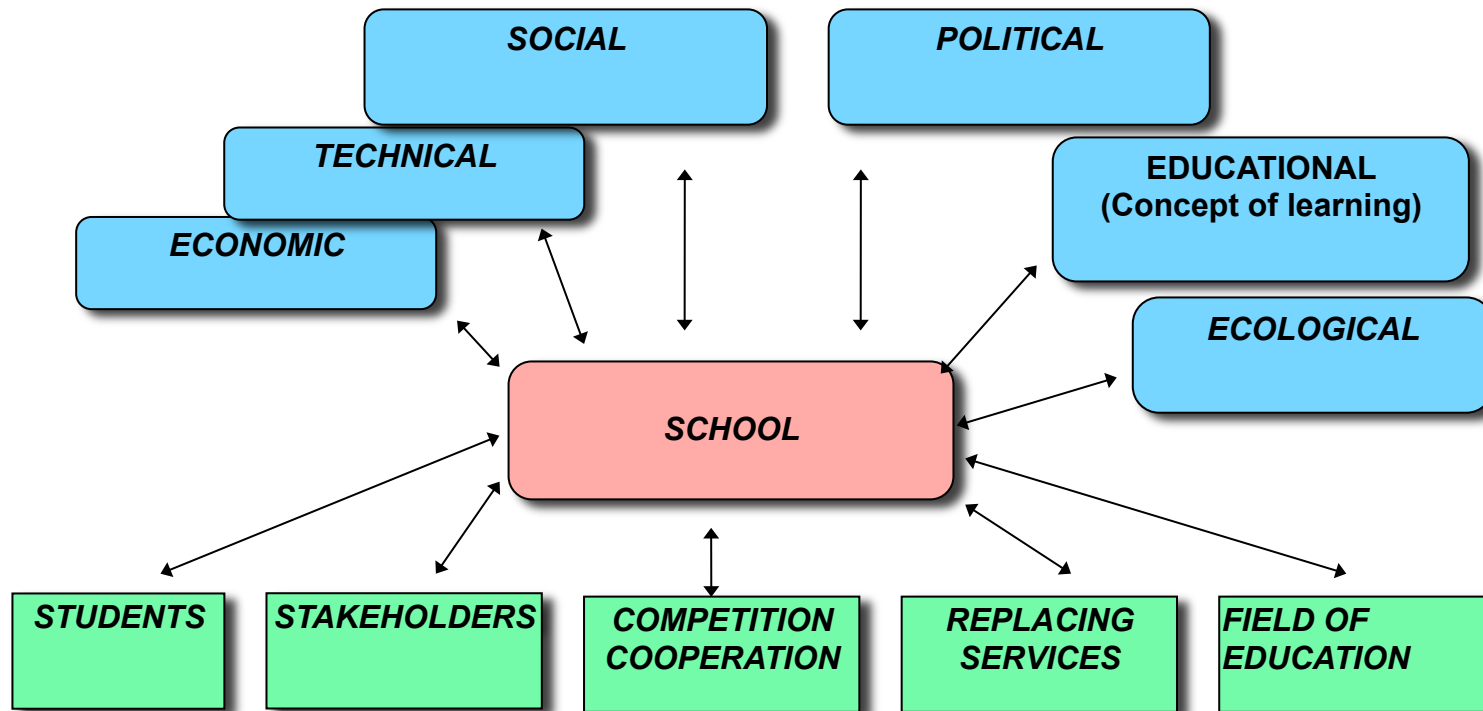 SOCIAL
POLITICAL
TECHNICAL
EDUCATIONAL
(Concept of learning)
ECONOMIC
ECOLOGICAL
SCHOOL
STUDENTS
STAKEHOLDERS
COMPETITION
COOPERATION
REPLACING
SERVICES
FIELD OF
EDUCATION